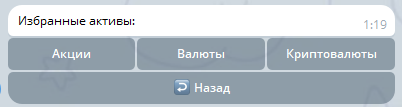 Избранные активы:
1:19
Акции Валюты Криптовалюты
Назад